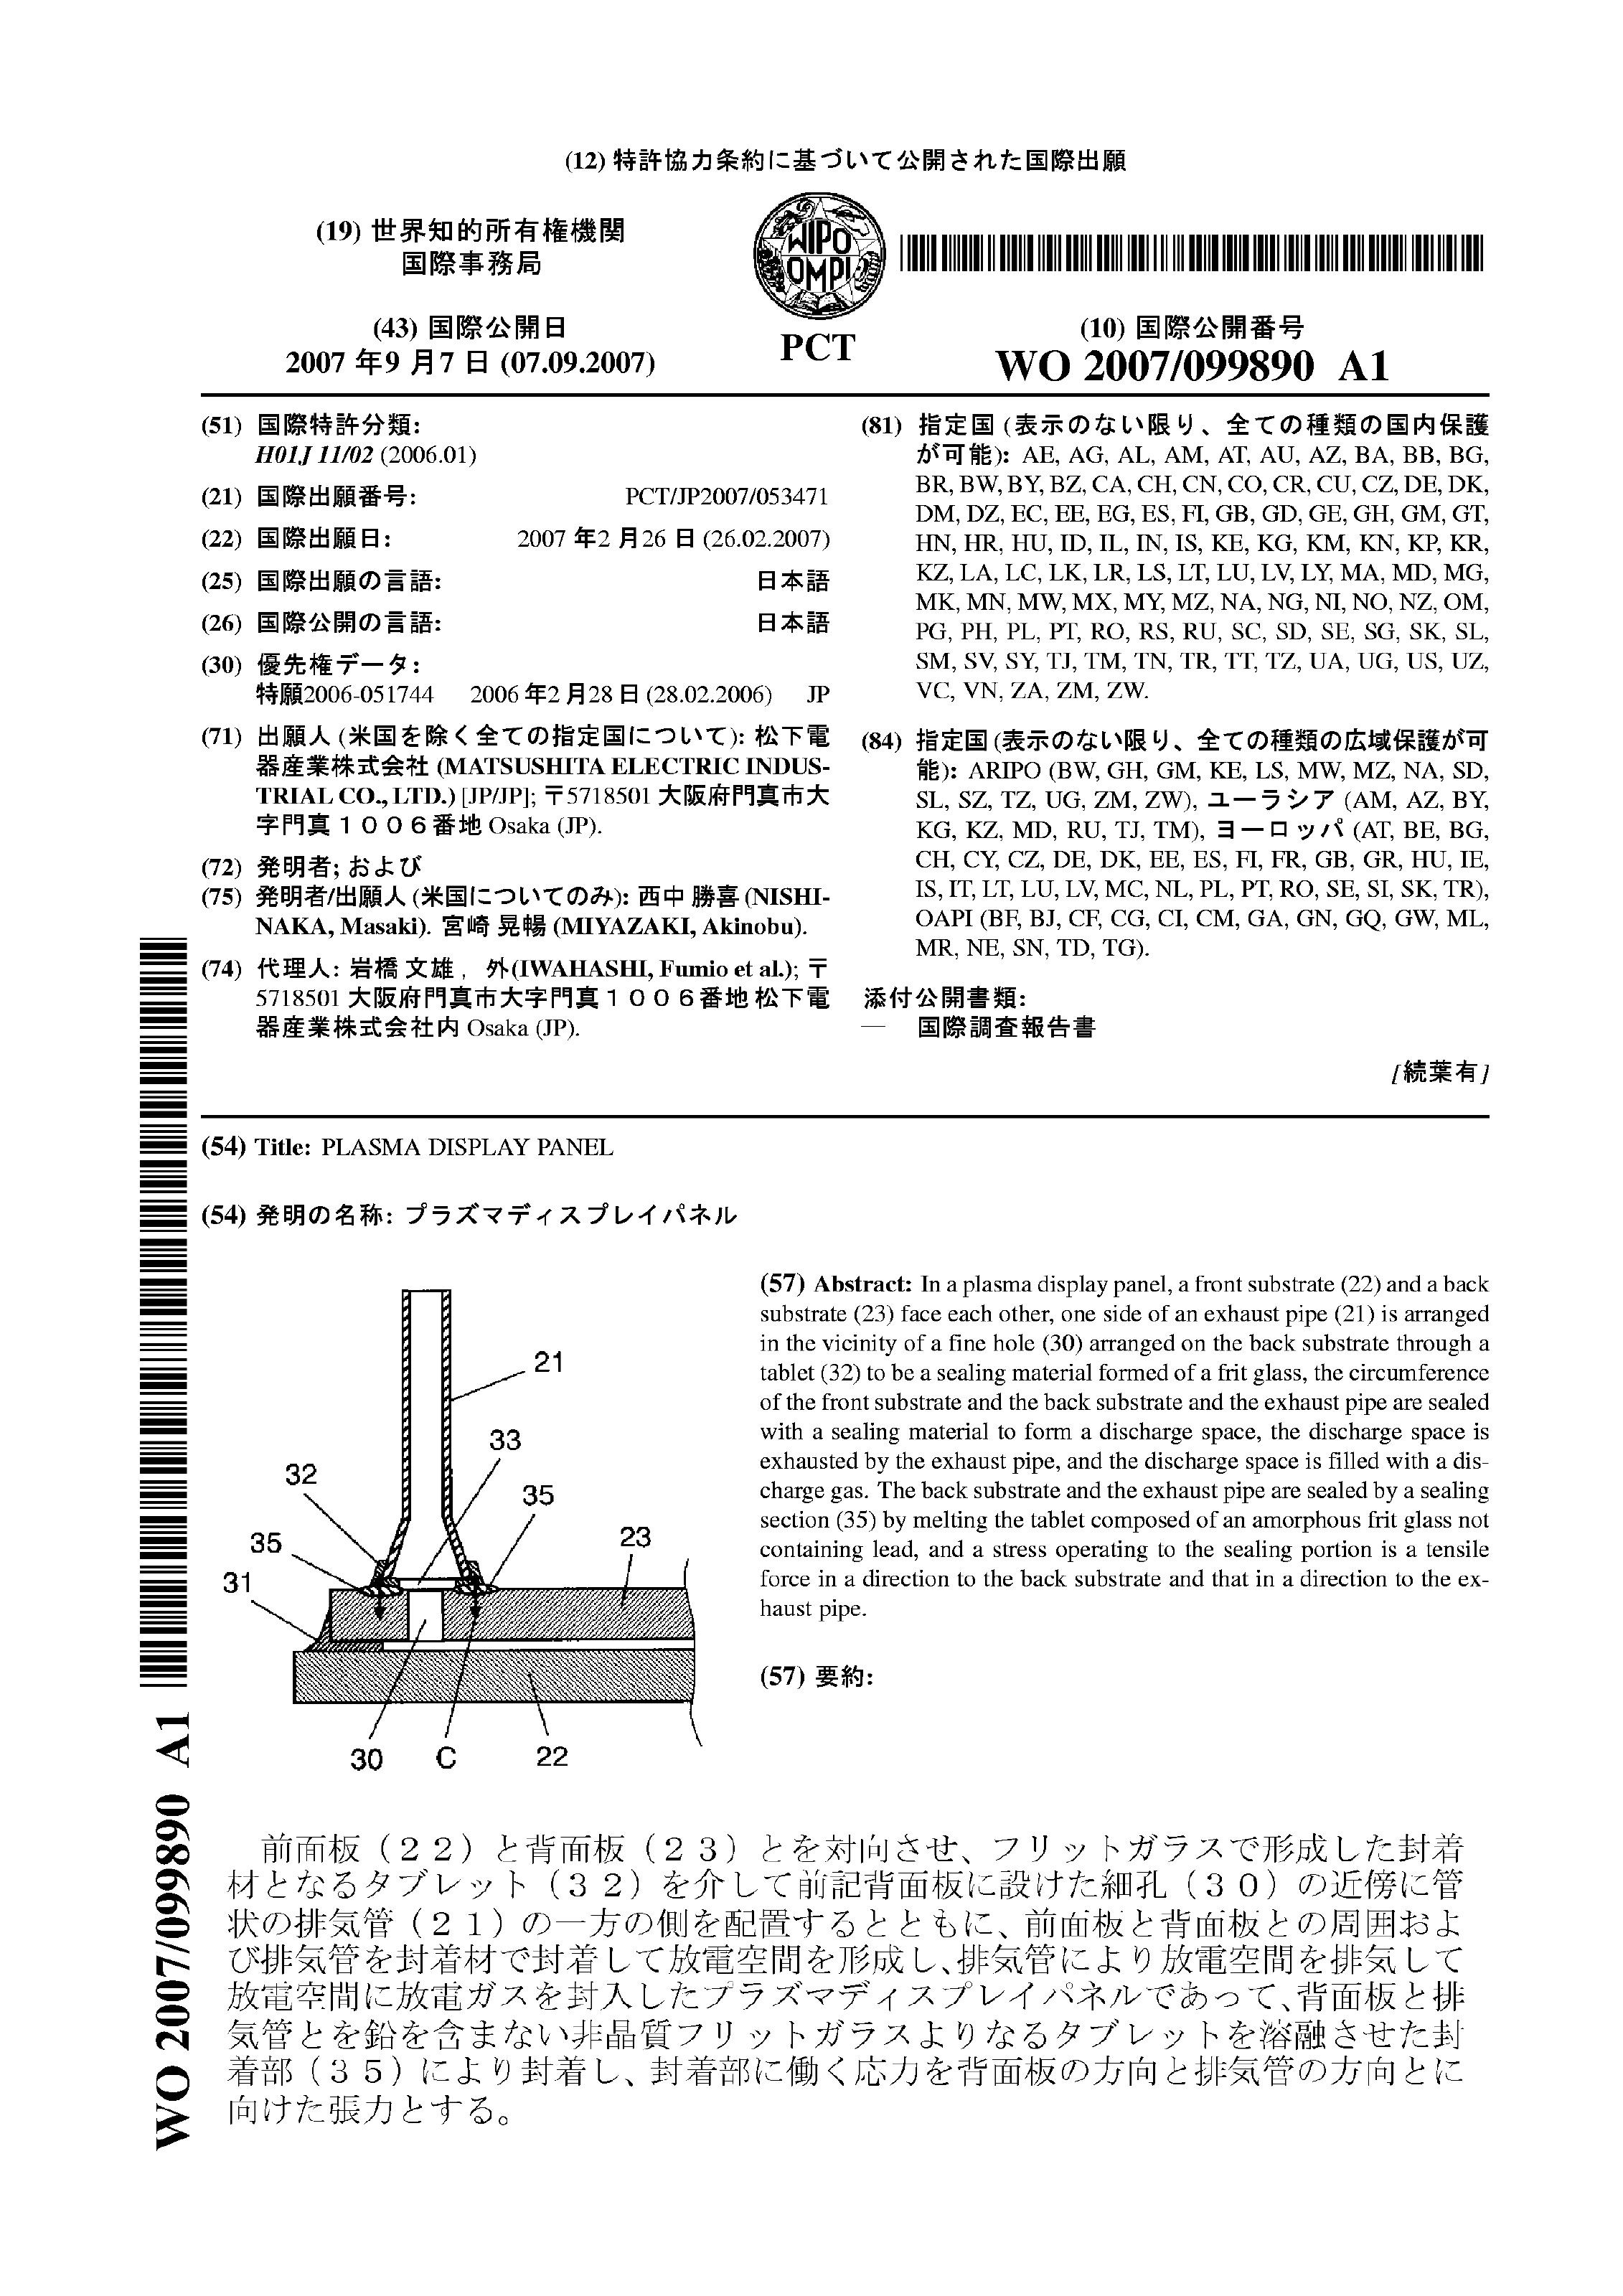 (12) 特許協力条約に基づいて公開された国際出願
(19) 世界知的所有権機関
国際事務局
WIPO
OMPI
(43) 国際公開日
2007 年9 月7 日 (07.09.2007)
PCT
(10) 国際公開番号
WO 2007/099890 A1
(51) 国際特許分類:
H01J 11/02 (2006.01)
(21) 国際出願番号: PCT/JP2007/053471
(22) 国際出願日: 2007 年2 月26 日 (26.02.2007)
(25) 国際出願の言語: 日本語
(26) 国際公開の言語: 日本語
(30) 優先権データ:
特願2006-051744 2006 年2 月28 日 (28.02.2006) JP
(71) 出願人 (米国を除く全ての指定国について): 松下電
器産業株式会社 (MATSUSHITA ELECTRIC INDUS-
TRIAL CO., LTD.) [JP/JP]; 〒5718501 大阪府門真市大
字門真1006番地 Osaka (JP).
(72) 発明者; および
(75) 発明者/出願人 (米国についてのみ): 西中 勝喜 (NISHI-
NAKA, Masaki). 宮崎 晃暢 (MIYAZAKI, Akinobu).
(74) 代理人: 岩橋 文雄, 外(IWAHASHI, Fumio et al.); 〒
5718501 大阪府門真市大字門真1006番地 松下電
器産業株式会社内 Osaka (JP).
(81) 指定国 (表示のない限り、全ての種類の国内保護
が可能): AE, AG, AL, AM, AT, AU, AZ, BA, BB, BG,
BR, BW, BY, BZ, CA, CH, CN, CO, CR, CU, CZ, DE, DK,
DM, DZ, EC, EE, EG, ES, FI, GB, GD, GE, GH, GM, GT,
HN, HR, HU, ID, IL, IN, IS, KE, KG, KM, KN, KP, KR,
KZ, LA, LC, LK, LR, LS, LT, LU, LV, LY, MA, MD, MG,
MK, MN, MW, MX, MY, MZ, NA, NG, NI, NO, NZ, OM,
PG, PH, PL, PT, RO, RS, RU, SC, SD, SE, SG, SK, SL,
SM, SV, SY, TJ, TM, TN, TR, TT, TZ, UA, UG, US, UZ,
VC, VN, ZA, ZM, ZW.
(84) 指定国 (表示のない限り、全ての種類の広域保護が可
能): ARIPO (BW, GH, GM, KE, LS, MW, MZ, NA, SD,
SL, SZ, TZ, UG, ZM, ZW), ユーラシア (AM, AZ, BY,
KG, KZ, MD, RU, TJ, TM), ヨーロッパ (AT, BE, BG,
CH, CY, CZ, DE, DK, EE, ES, FI, FR, GB, GR, HU, IE,
IS, IT, LT, LU, LV, MC, NL, PL, PT, RO, SE, SI, SK, TR),
OAPI (BF, BJ, CF, CG, CI, CM, GA, GN, GQ, GW, ML,
MR, NE, SN, TD, TG).
添付公開書類:
— 国際調査報告書
[続葉有]
(54) Title: PLASMA DISPLAY PANEL
(54) 発明の名称: プラズマディスプレイパネル
21
33
32
35
35
23
31
30
C
22
(57) Abstract: In a plasma display panel, a front substrate (22) and a back
substrate (23) face each other, one side of an exhaust pipe (21) is arranged
in the vicinity of a fine hole (30) arranged on the back substrate through a
tablet (32) to be a sealing material formed of a frit glass, the circumference
of the front substrate and the back substrate and the exhaust pipe are sealed
with a sealing material to form a discharge space, the discharge space is
exhausted by the exhaust pipe, and the discharge space is filled with a dis-
charge gas. The back substrate and the exhaust pipe are sealed by a sealing
section (35) by melting the tablet composed of an amorphous frit glass not
containing lead, and a stress operating to the sealing portion is a tensile
force in a direction to the back substrate and that in a direction to the ex-
haust pipe.
(57) 要約:
前面板（22）と背面板（23）とを対向させ、フリットガラスで形成した封着
材となるタブレット（32）を介して前記背面板に設けた細孔（30）の近傍に管
状の排気管（21）の一方の側を配置するとともに、前面板と背面板との周囲およ
び排気管を封着材で封着して放電空間を形成し、排気管により放電空間を排気して
放電空間に放電ガスを封入したプラズマディスプレイパネルであって、背面板と排
気管とを鉛を含まない非晶質フリットガラスよりなるタブレットを溶融させた封
着部（35）により封着し、封着部に働く応力を背面板の方向と排気管の方向とに
向けた張力とする。
WO 2007/099890 A1